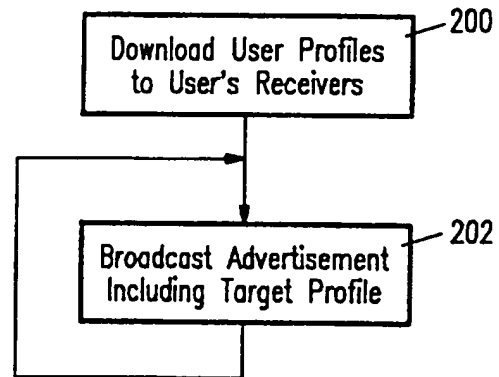 200
Download User Profiles
to User's Receivers
202
Broadcast Advertisement
Including Target Profile